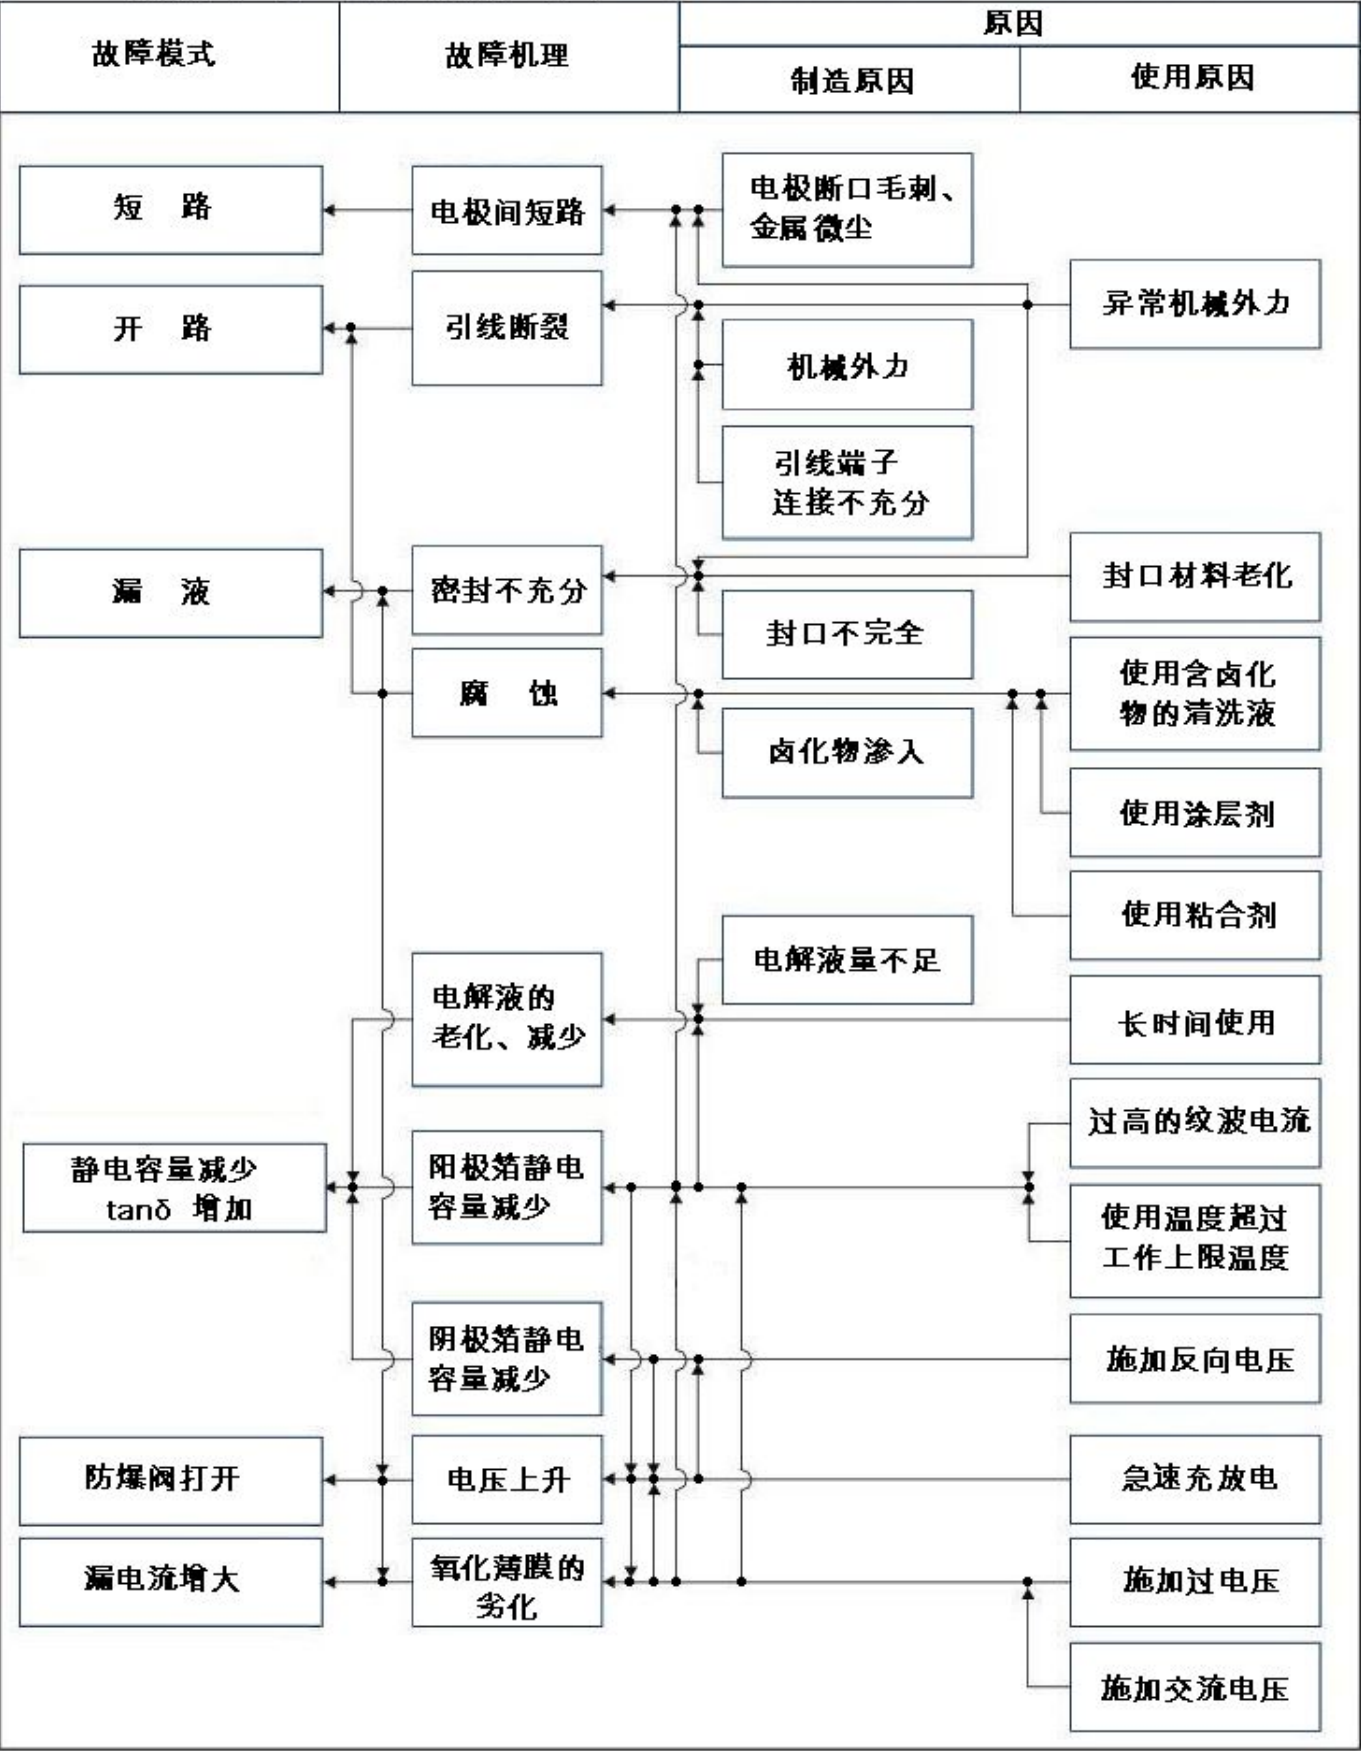 故障模式
故障机理
原因
制造原因
使用原因
短 路
电极间短路
电极断口毛刺、
金属微尘
开 路
引线断裂
异常机械外力
机械外力
引线端子
连接不充分
漏 液
密封不充分
封口材料老化
封口不完全
腐 蚀
使用含卤化
物的清洗液
卤化物渗入
使用涂层剂
使用粘合剂
电解液量不足
电解液的
老化、减少
长时间使用
过高的纹波电流
静电容量减少
tanδ 增加
阳极箔静电
容量减少
使用温度超过
工作上限温度
阴极箔静电
容量减少
施加反向电压
防爆阀打开
电压上升
急速充放电
漏电流增大
氧化薄膜的
劣化
施加过电压
施加交流电压